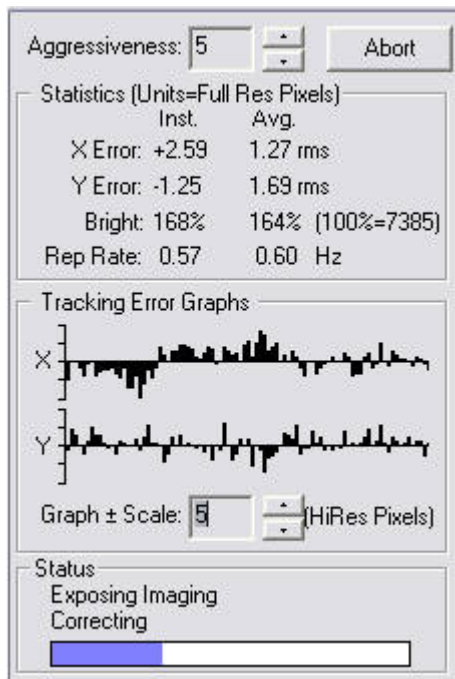 Aggressiveness: 5 Abort
Statistics (Units=Full Res Pixels)
Inst. Avg.
X Error: +2.59 1.27 rms
Y Error: -1.25 1.69 rms
Bright: 168% 164% (100%=7385)
Rep Rate: 0.57 0.60 Hz
Tracking Error Graphs
X
Y
Graph ± Scale: 5 (HiRes Pixels)
Status
Exposing Imaging
Correcting